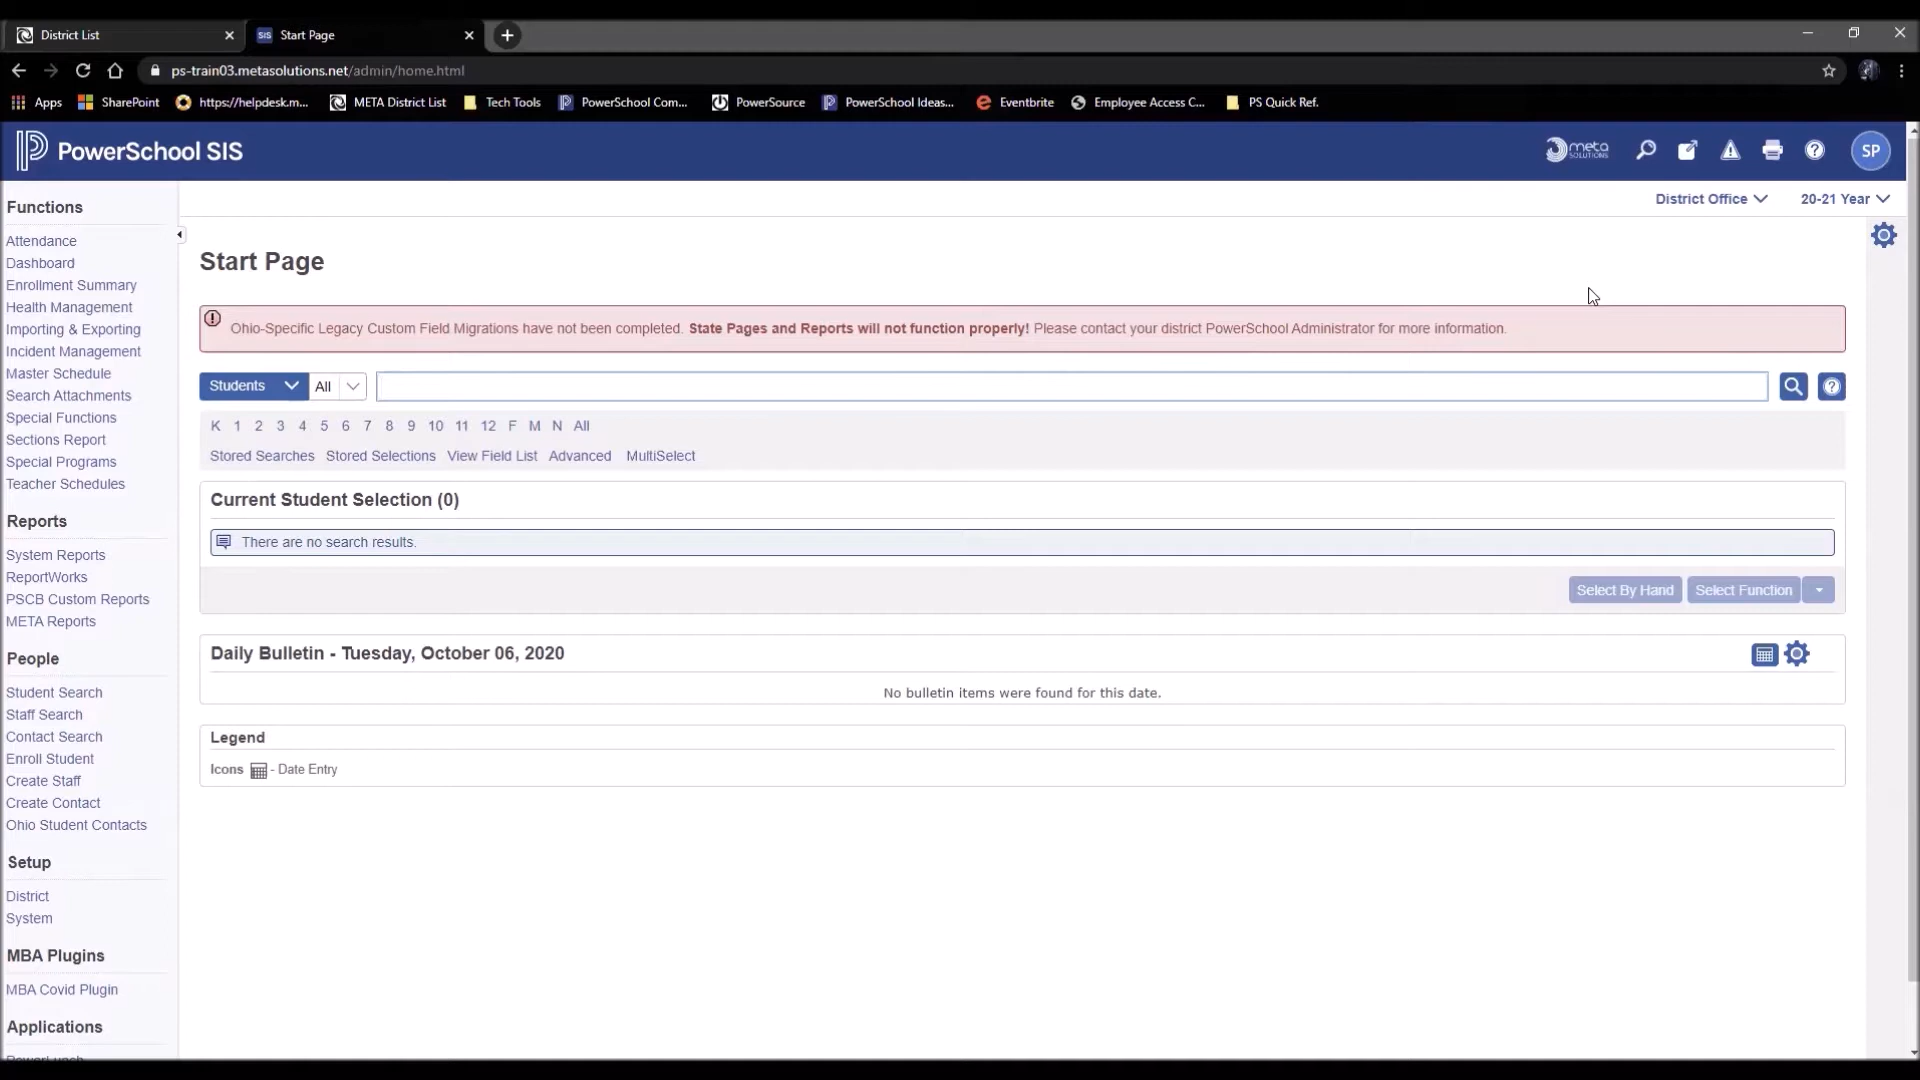 District List
SIS Start Page
ps-train03.metasolutions.net/admin/home.html
Apps SharePoint https://helpdesk.m... META District List Tech Tools PowerSchool Com... PowerSource PowerSchool Ideas... Eventbrite Employee Access C... PS Quick Ref.
PowerSchool SIS
meta SOLUTIONS
SP
District Office 20-21 Year
Functions
Attendance
Dashboard
Enrollment Summary
Health Management
Importing & Exporting
Incident Management
Master Schedule
Search Attachments
Special Functions
Sections Report
Special Programs
Teacher Schedules
Reports
System Reports
ReportWorks
PSCB Custom Reports
META Reports
People
Student Search
Staff Search
Contact Search
Enroll Student
Create Staff
Create Contact
Ohio Student Contacts
Setup
District
System
MBA Plugins
MBA Covid Plugin
Applications
Start Page
Ohio-Specific Legacy Custom Field Migrations have not been completed. State Pages and Reports will not function properly! Please contact your district PowerSchool Administrator for more information.
Students All
K 1 2 3 4 5 6 7 8 9 10 11 12 F M N All
Stored Searches Stored Selections View Field List Advanced MultiSelect
Current Student Selection (0)
There are no search results.
Select By Hand Select Function
Daily Bulletin - Tuesday, October 06, 2020
No bulletin items were found for this date.
Legend
Icons - Date Entry